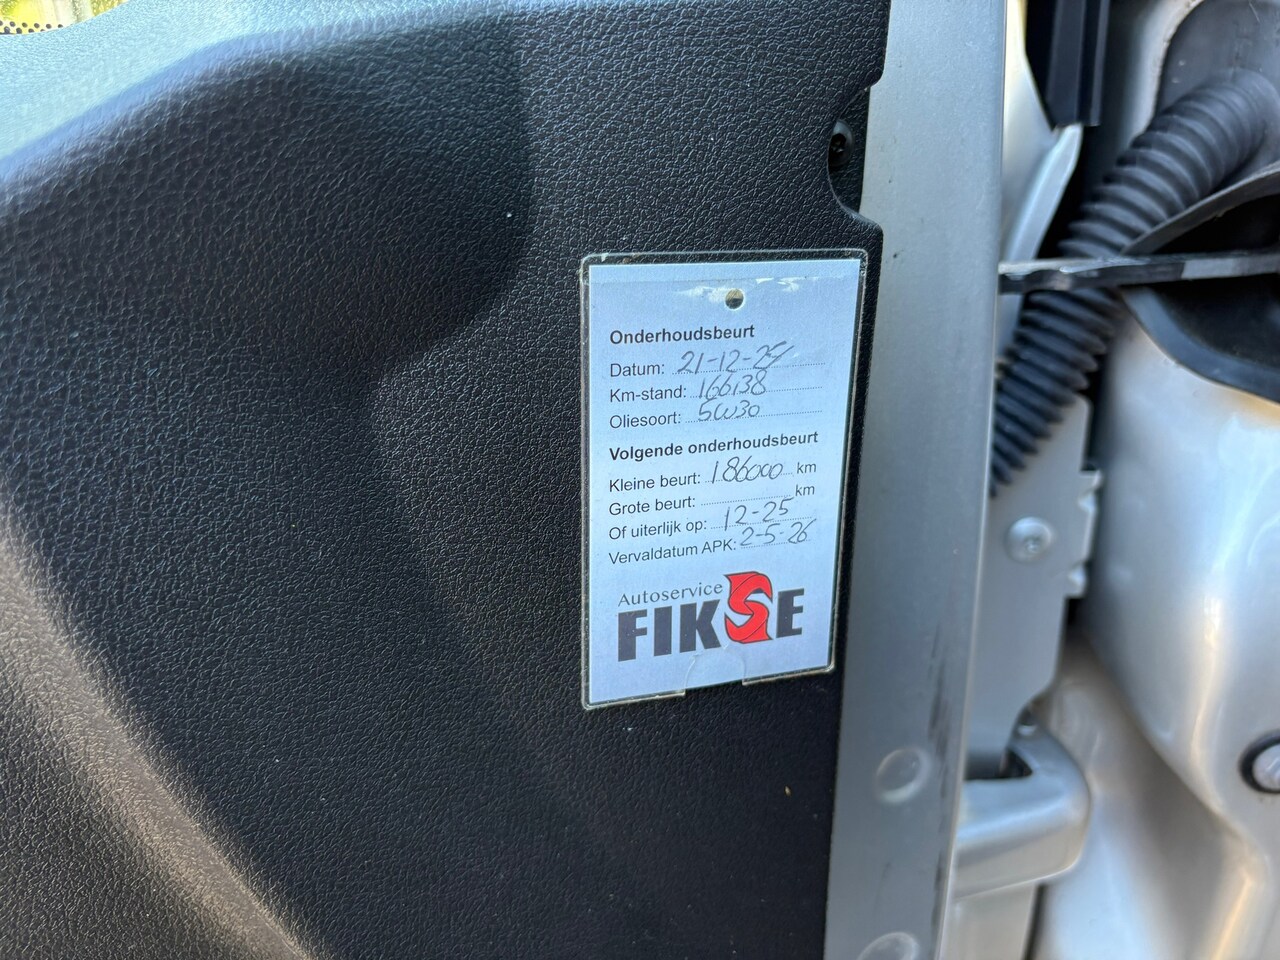 Onderhoudsbeurt
Datum: 21-12-24
Km-stand: 166138
Oliesoort: 5W30
Volgende onderhoudsbeurt
Kleine beurt: 186000 km
Grote beurt: km
Of uiterlijk op: 12-25
Vervaldatum APK: 2-5-26
Autoservice
FIKSE